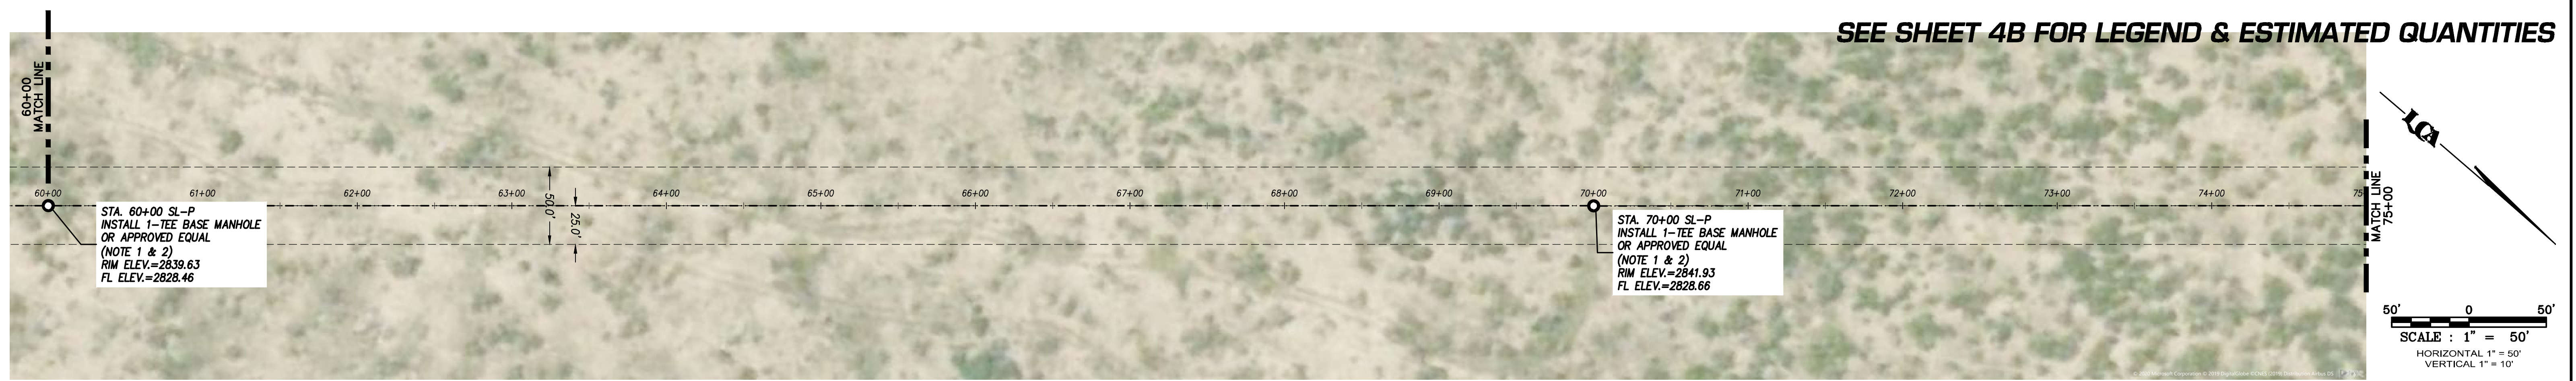 SEE SHEET 4B FOR LEGEND & ESTIMATED QUANTITIES
60+00
MATCH LINE
60+00 61+00 62+00 63+00 64+00 65+00 66+00 67+00 68+00 69+00 70+00 71+00 72+00 73+00 74+00 75
50.0'
25.0'
STA. 60+00 SL-P
INSTALL 1-TEE BASE MANHOLE
OR APPROVED EQUAL
(NOTE 1 & 2)
RIM ELEV.=2839.63
FL ELEV.=2828.46
STA. 70+00 SL-P
INSTALL 1-TEE BASE MANHOLE
OR APPROVED EQUAL
(NOTE 1 & 2)
RIM ELEV.=2841.93
FL ELEV.=2828.66
MATCH LINE
75+00
LCA
50' 0 50'
SCALE : 1" = 50'
HORIZONTAL 1" = 50'
VERTICAL 1" = 10'